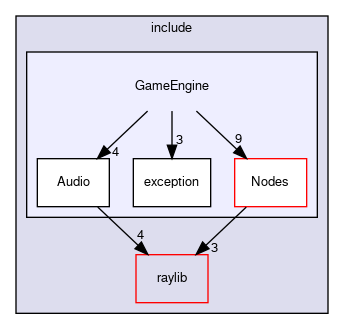 include
GameEngine
4
3
9
Audio
exception
Nodes
4
3
raylib